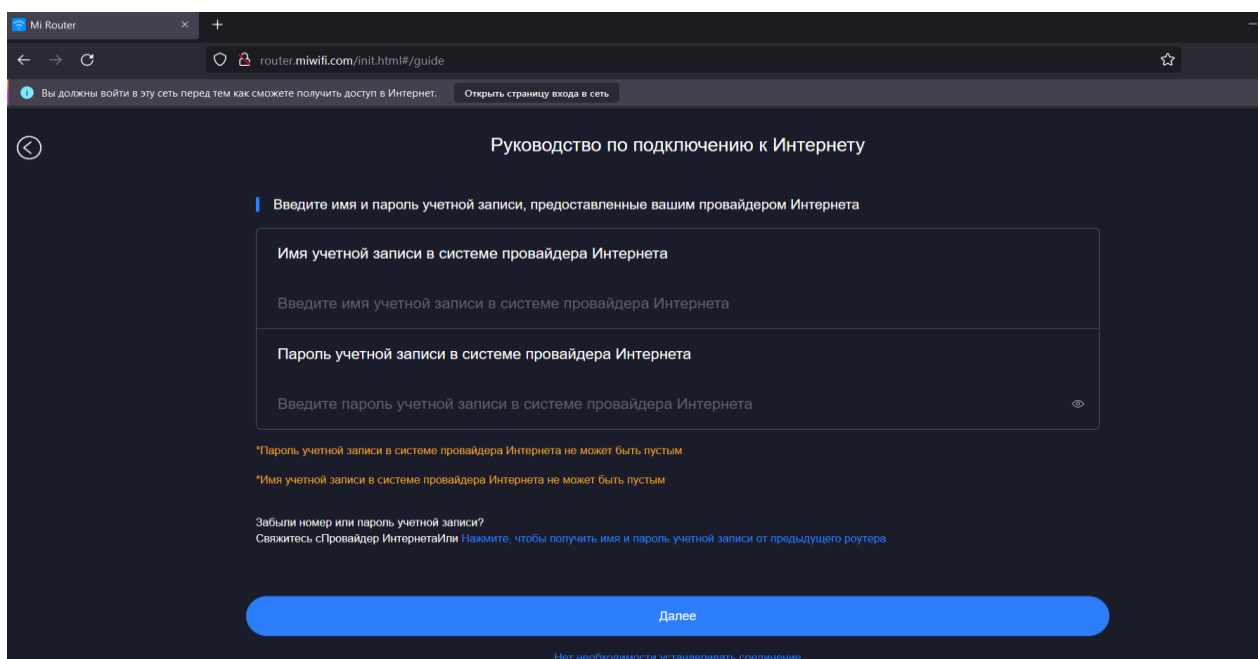 Mi Router
router.miwifi.com/init.html#/guide
Вы должны войти в эту сеть перед тем как сможете получить доступ в Интернет. Открыть страницу входа в сеть
Руководство по подключению к Интернету
Введите имя и пароль учетной записи, предоставленные вашим провайдером Интернета
Имя учетной записи в системе провайдера Интернета
Введите имя учетной записи в системе провайдера Интернета
Пароль учетной записи в системе провайдера Интернета
Введите пароль учетной записи в системе провайдера Интернета
*Пароль учетной записи в системе провайдера Интернета не может быть пустым
*Имя учетной записи в системе провайдера Интернета не может быть пустым
Забыли номер или пароль учетной записи?
Свяжитесь сПровайдер ИнтернетаИли Нажмите, чтобы получить имя и пароль учетной записи от предыдущего роутера
Далее
Нет необходимости устанавливать соединение